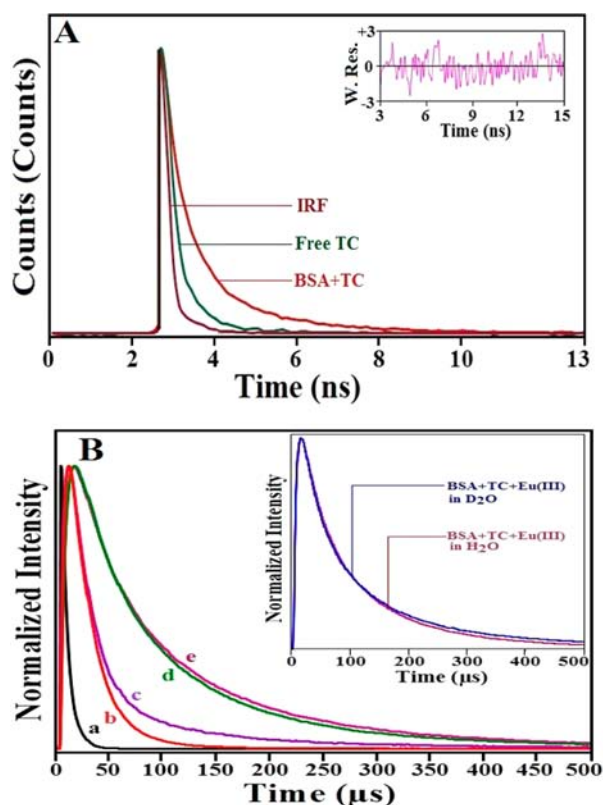 A
Counts (Counts)
W. Res.
+3
0
-3
3 6 9 12 15
Time (ns)
IRF
Free TC
BSA+TC
0 2 4 6 8 10 13
Time (ns)
B
Normalized Intensity
a
b
c
d
e
Normalized Intensity
BSA+TC+Eu(III)
in D2O
BSA+TC+Eu(III)
in H2O
0 100 200 300 400 500
Time (µs)
0 50 100 150 200 250 300 350 400 500
Time (µs)